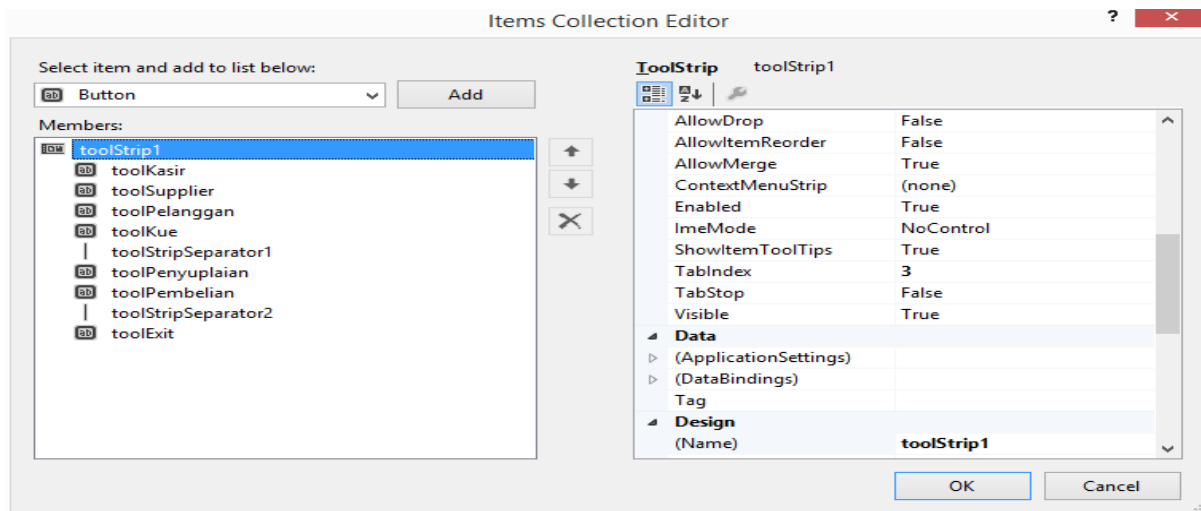 Items Collection Editor
?
Select item and add to list below:
Button
Add
Members:
toolStrip1
toolKasir
toolSupplier
toolPelanggan
toolKue
toolStripSeparator1
toolPenyuplaian
toolPembelian
toolStripSeparator2
toolExit
ToolStrip toolStrip1
AllowDrop False
AllowItemReorder False
AllowMerge True
ContextMenuStrip (none)
Enabled True
ImeMode NoControl
ShowItemToolTips True
TabIndex 3
TabStop False
Visible True
Data
(ApplicationSettings)
(DataBindings)
Tag
Design
(Name) toolStrip1
OK Cancel